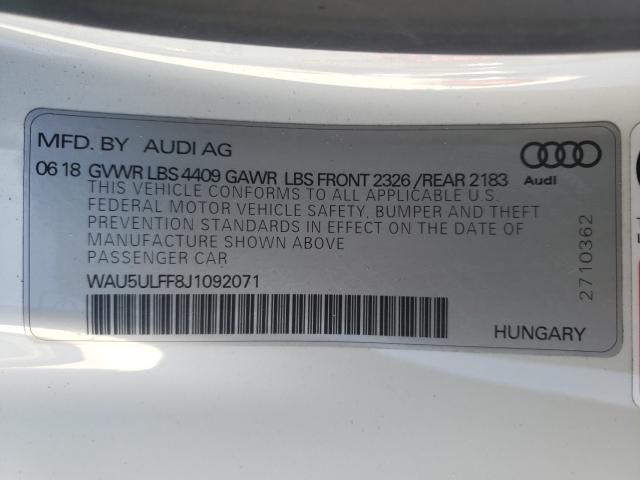 MFD. BY AUDI AG
06 18 GVWR LBS 4409 GAWR LBS FRONT 2326 /REAR 2183
THIS VEHICLE CONFORMS TO ALL APPLICABLE U.S.
FEDERAL MOTOR VEHICLE SAFETY, BUMPER AND THEFT
PREVENTION STANDARDS IN EFFECT ON THE DATE OF
MANUFACTURE SHOWN ABOVE
PASSENGER CAR
WAU5ULFF8J1092071
HUNGARY
Audi
2710362